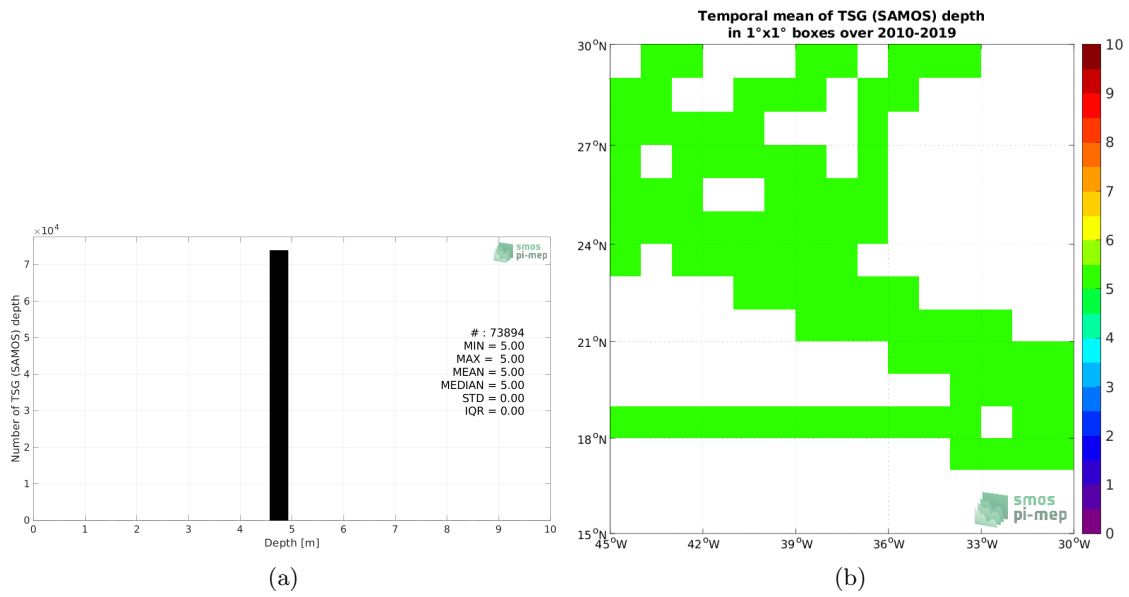 ×10⁴
7
6
5
4
3
2
1
0
Number of TSG (SAMOS) depth
smos
pi-mep
# : 73894
MIN = 5.00
MAX = 5.00
MEAN = 5.00
MEDIAN = 5.00
STD = 0.00
IQR = 0.00
0 1 2 3 4 5 6 7 8 9 10
Depth [m]
(a)
Temporal mean of TSG (SAMOS) depth
in 1°x1° boxes over 2010-2019
30°N
27°N
24°N
21°N
18°N
15°N
45°W 42°W 39°W 36°W 33°W 30°W
smos
pi-mep
10
9
8
7
6
5
4
3
2
1
0
(b)